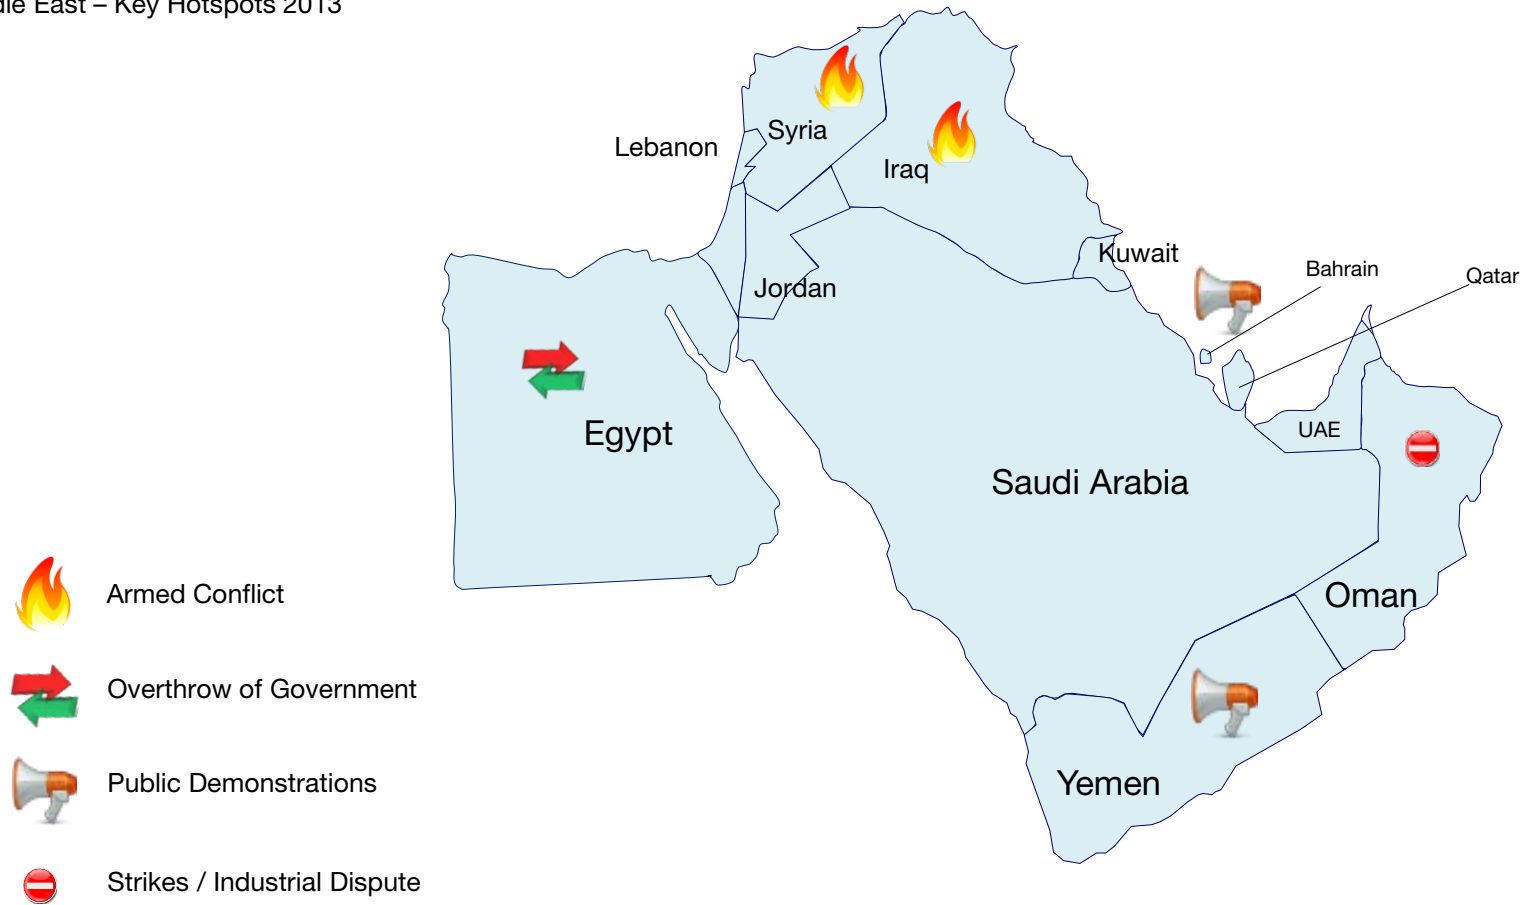 East – Key Hotspots 2013
Syria
Lebanon
Iraq
Kuwait
Bahrain
Qatar
Jordan
UAE
Egypt
Saudi Arabia
Armed Conflict
Oman
Overthrow of Government
Public Demonstrations
Yemen
Strikes / Industrial Dispute